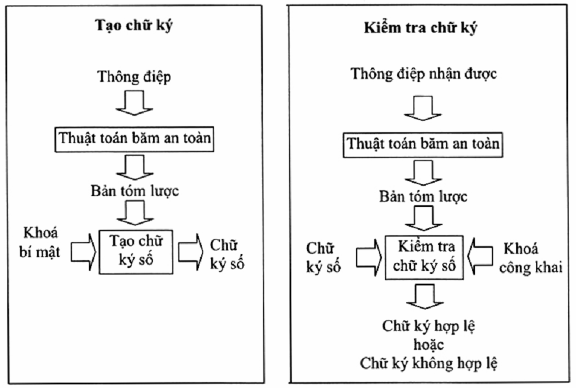 Tạo chữ ký
Thông điệp
Thuật toán băm an toàn
Bản tóm lược
Khoá
bí mật
Tạo chữ
ký số
Chữ
ký số
Kiểm tra chữ ký
Thông điệp nhận được
Thuật toán băm an toàn
Bản tóm lược
Chữ
ký số
Kiểm tra
chữ ký số
Khoá
công khai
Chữ ký hợp lệ
hoặc
Chữ ký không hợp lệ